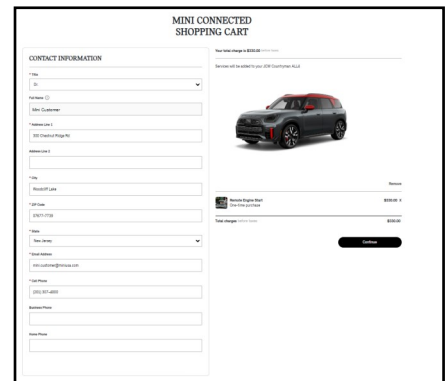 MINI CONNECTED
SHOPPING CART
CONTACT INFORMATION
* Title
Dr.
Full Name
Mini Customer
* Address Line 1
300 Chestnut Ridge Rd
Address Line 2
* City
Woodcliff Lake
* ZIP Code
07677-7739
* State
New Jersey
* Email Address
mini.customer@miniusa.com
* Cell Phone
(201) 307-4000
Business Phone
Home Phone
Your total charge is $330.00
Services will be added to your JCW Countryman ALL4
Remove
Remote Engine Start $330.00 X
One-time purchase
Total charges $330.00
Continue